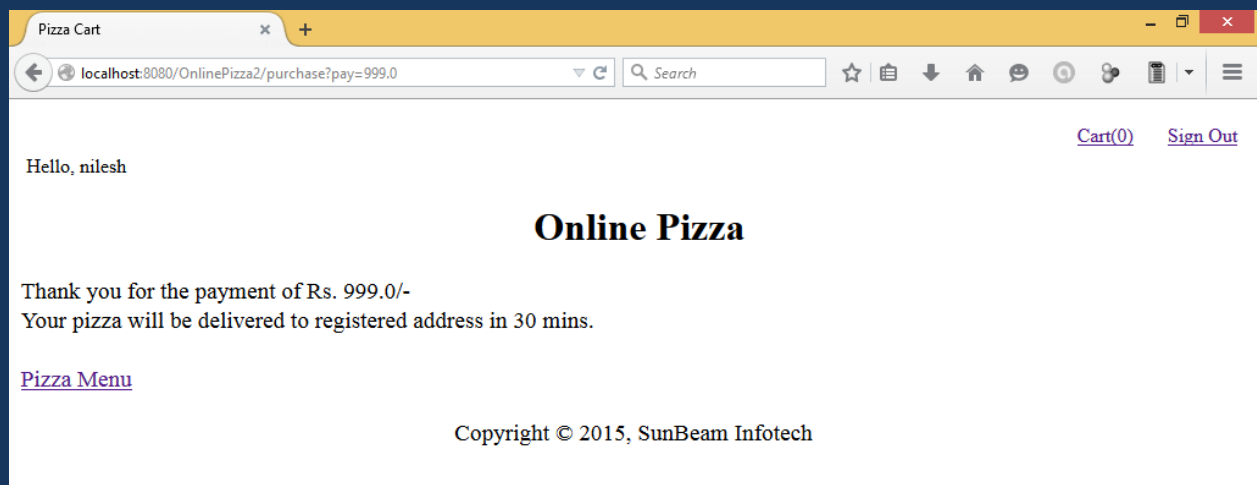 Pizza Cart
localhost:8080/OnlinePizza2/purchase?pay=999.0
Search
Cart(0) Sign Out
Hello, nilesh
Online Pizza
Thank you for the payment of Rs. 999.0/-
Your pizza will be delivered to registered address in 30 mins.
Pizza Menu
Copyright © 2015, SunBeam Infotech